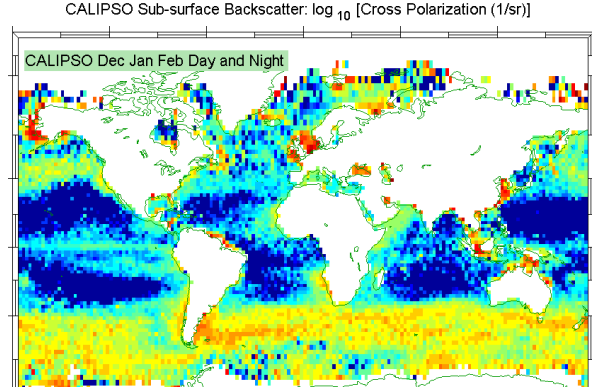 CALIPSO Sub-surface Backscatter: log 10 [Cross Polarization (1/sr)]
CALIPSO Dec Jan Feb Day and Night